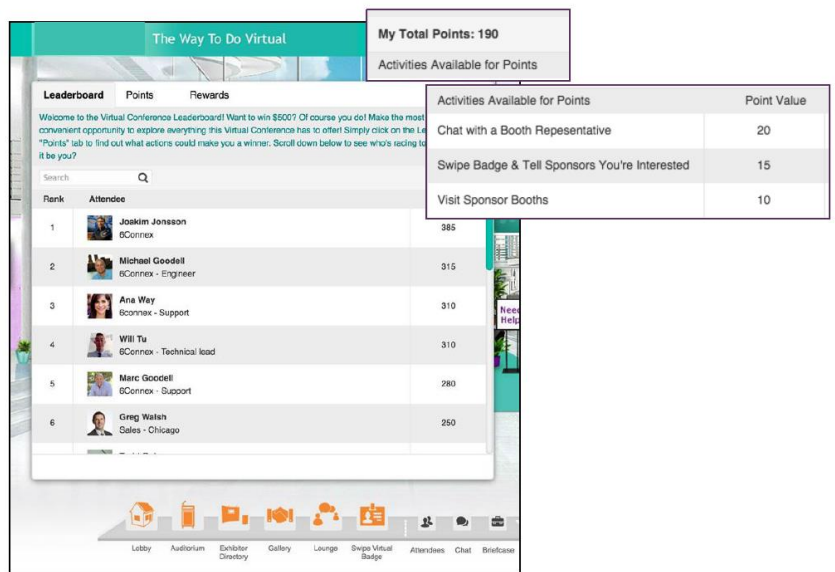 The Way To Do Virtual
My Total Points: 190
Activities Available for Points
Leaderboard Points Rewards
Welcome to the Virtual Conference Leaderboard! Want to win $500? Of course you do! Make the most
convenient opportunity to explore everything this Virtual Conference has to offer! Simply click on the Le
"Points" tab to find out what actions could make you a winner. Scroll down below to see who's racing to
it be you?
Activities Available for Points Point Value
Chat with a Booth Repesentative 20
Swipe Badge & Tell Sponsors You're Interested 15
Visit Sponsor Booths 10
Search
Rank Attendee
1 Joakim Jonsson 385
6Connex
2 Michael Goodell 315
6Connex - Engineer
3 Ana Way 310
6connex - Support
4 Will Tu 310
6Connex - Technical lead
5 Marc Goodell 280
6Connex - Support
6 Greg Walsh 250
Sales - Chicago
Need
Help
Lobby Auditorium Exhibitor Directory Gallery Lounge Swipe Virtual Badge Attendees Chat Briefcase